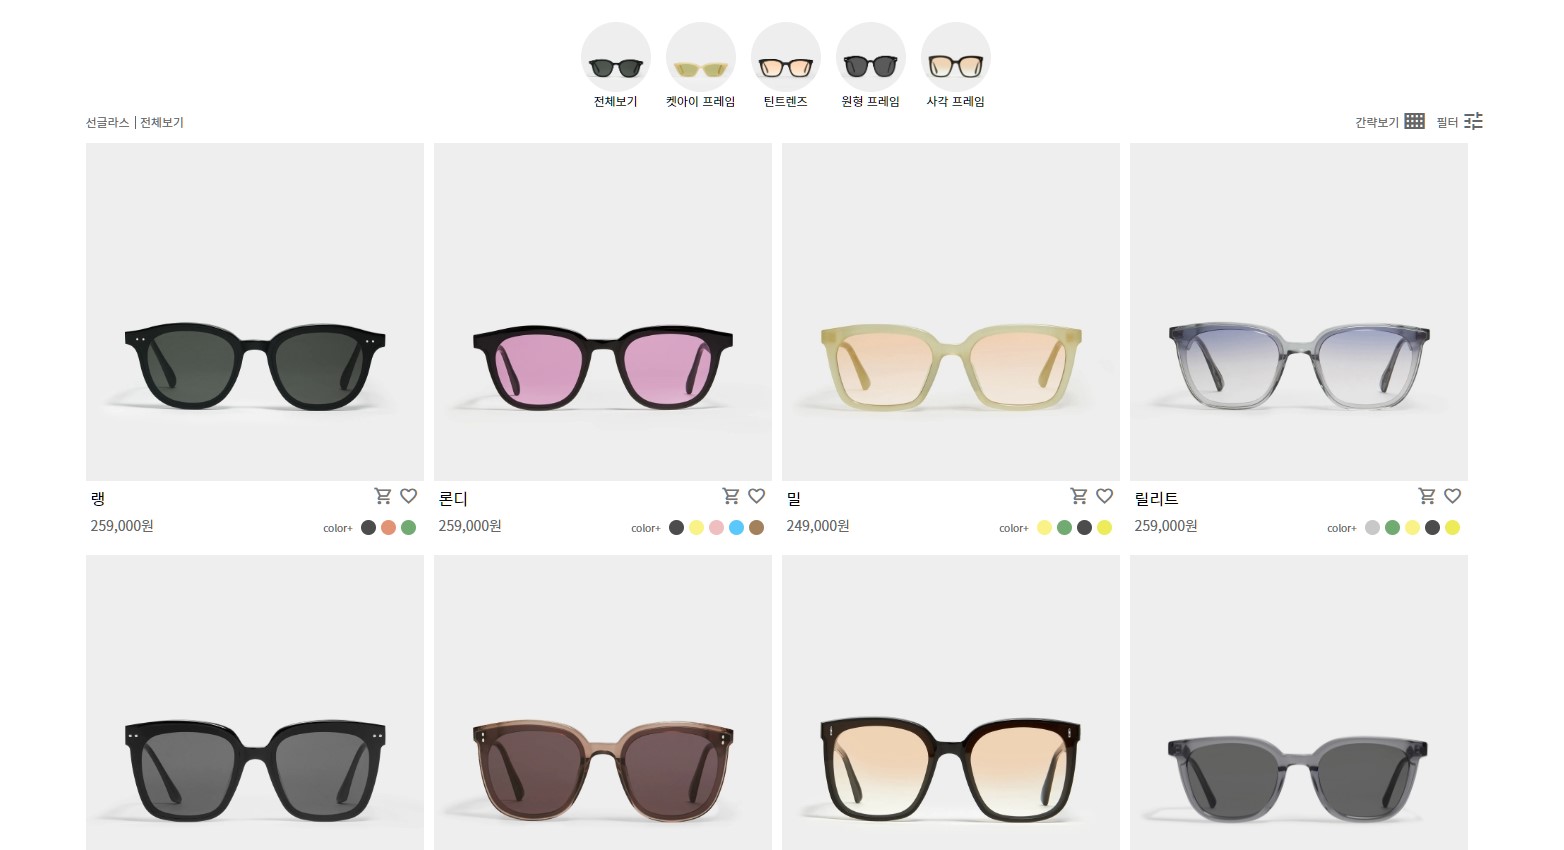 전체보기
켓아이 프레임
틴트렌즈
원형 프레임
사각 프레임
선글라스 | 전체보기
간략보기
필터
랭
259,000원
color+
론디
259,000원
color+
밀
249,000원
color+
릴리트
259,000원
color+